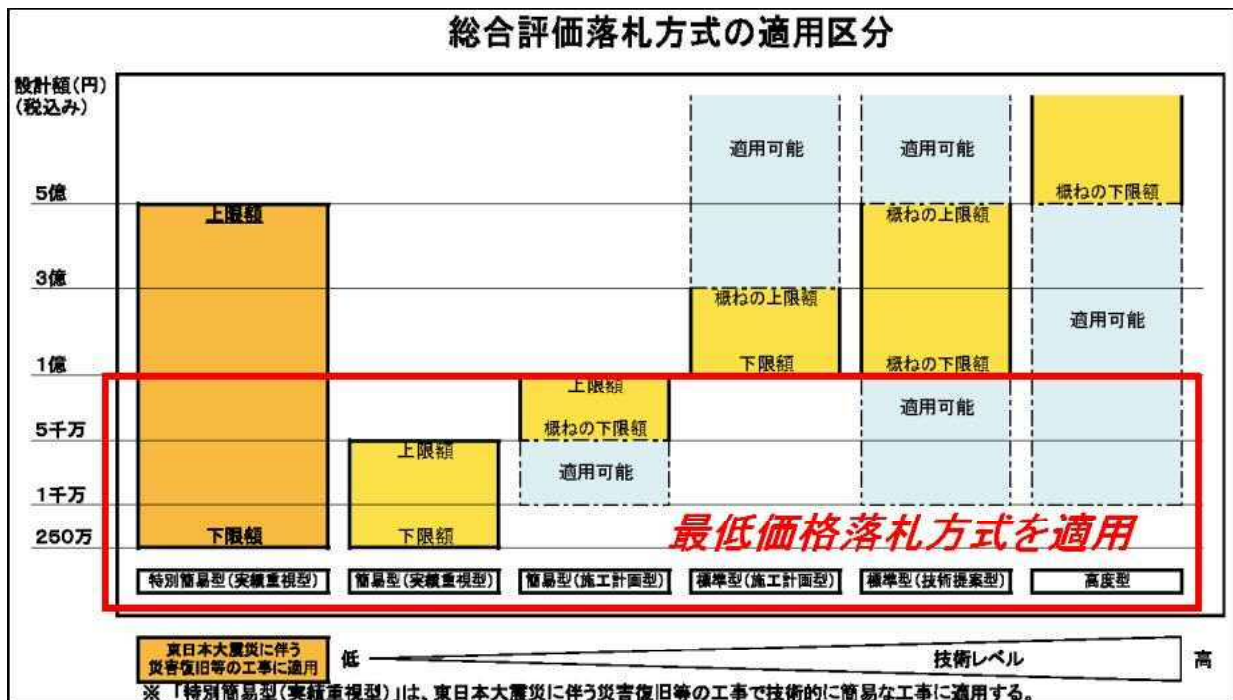 総合評価落札方式の適用区分
設計額(円)
(税込み)
適用可能
適用可能
5億
上限額
概ねの上限額
概ねの下限額
3億
概ねの上限額
適用可能
1億
下限額
概ねの下限額
上限額
適用可能
5千万
概ねの下限額
上限額
適用可能
1千万
最低価格落札方式を適用
250万
下限額
下限額
特別簡易型(実績重視型)
簡易型(実績重視型)
簡易型(施工計画型)
標準型(施工計画型)
標準型(技術提案型)
高度型
東日本大震災に伴う
災害復旧等の工事に適用
低
技術レベル
高
※ 「特別簡易型(実績重視型)」は、東日本大震災に伴う災害復旧等の工事で技術的に簡易な工事に適用する。